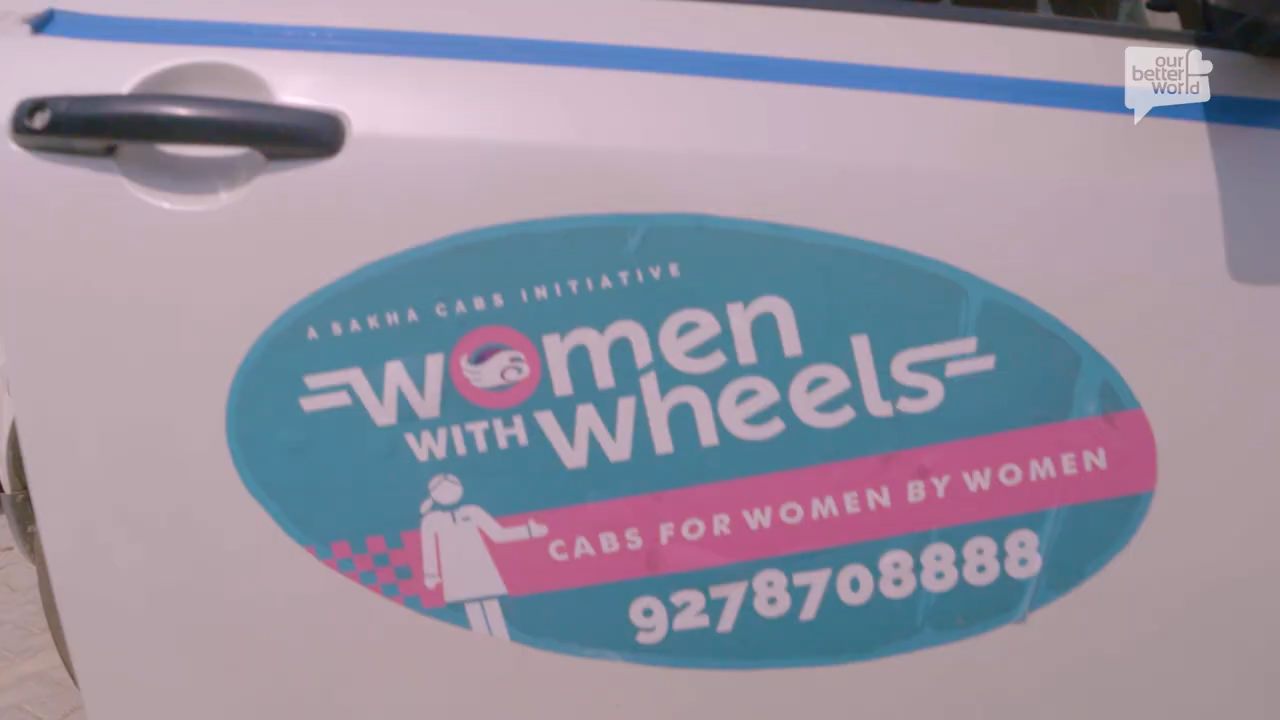 our
better
world
A SAKHA CABS INITIATIVE
women
WITH wheels
CABS FOR WOMEN BY WOMEN
9278708888